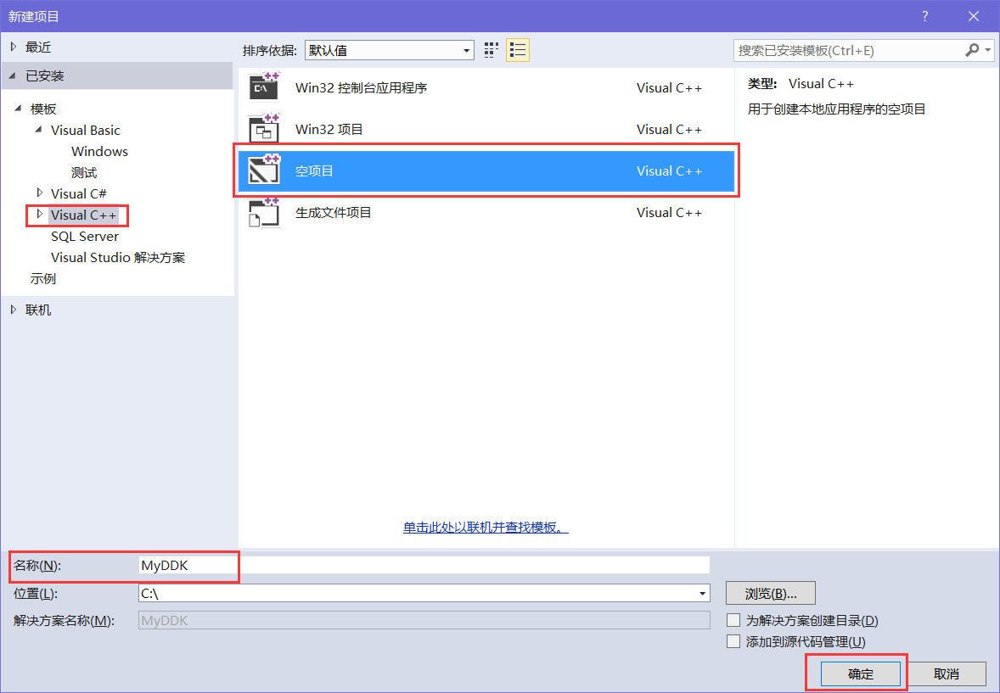 新建项目
?
最近
已安装
模板
Visual Basic
Windows
测试
Visual C#
Visual C++
SQL Server
Visual Studio 解决方案
示例
联机
排序依据: 默认值
搜索已安装模板(Ctrl+E)
Win32 控制台应用程序 Visual C++
Win32 项目 Visual C++
空项目 Visual C++
生成文件项目 Visual C++
单击此处以联机并查找模板。
类型: Visual C++
用于创建本地应用程序的空项目
名称(N): MyDDK
位置(L): C:\
浏览(B)...
解决方案名称(M): MyDDK
为解决方案创建目录(D)
添加到源代码管理(U)
确定 取消